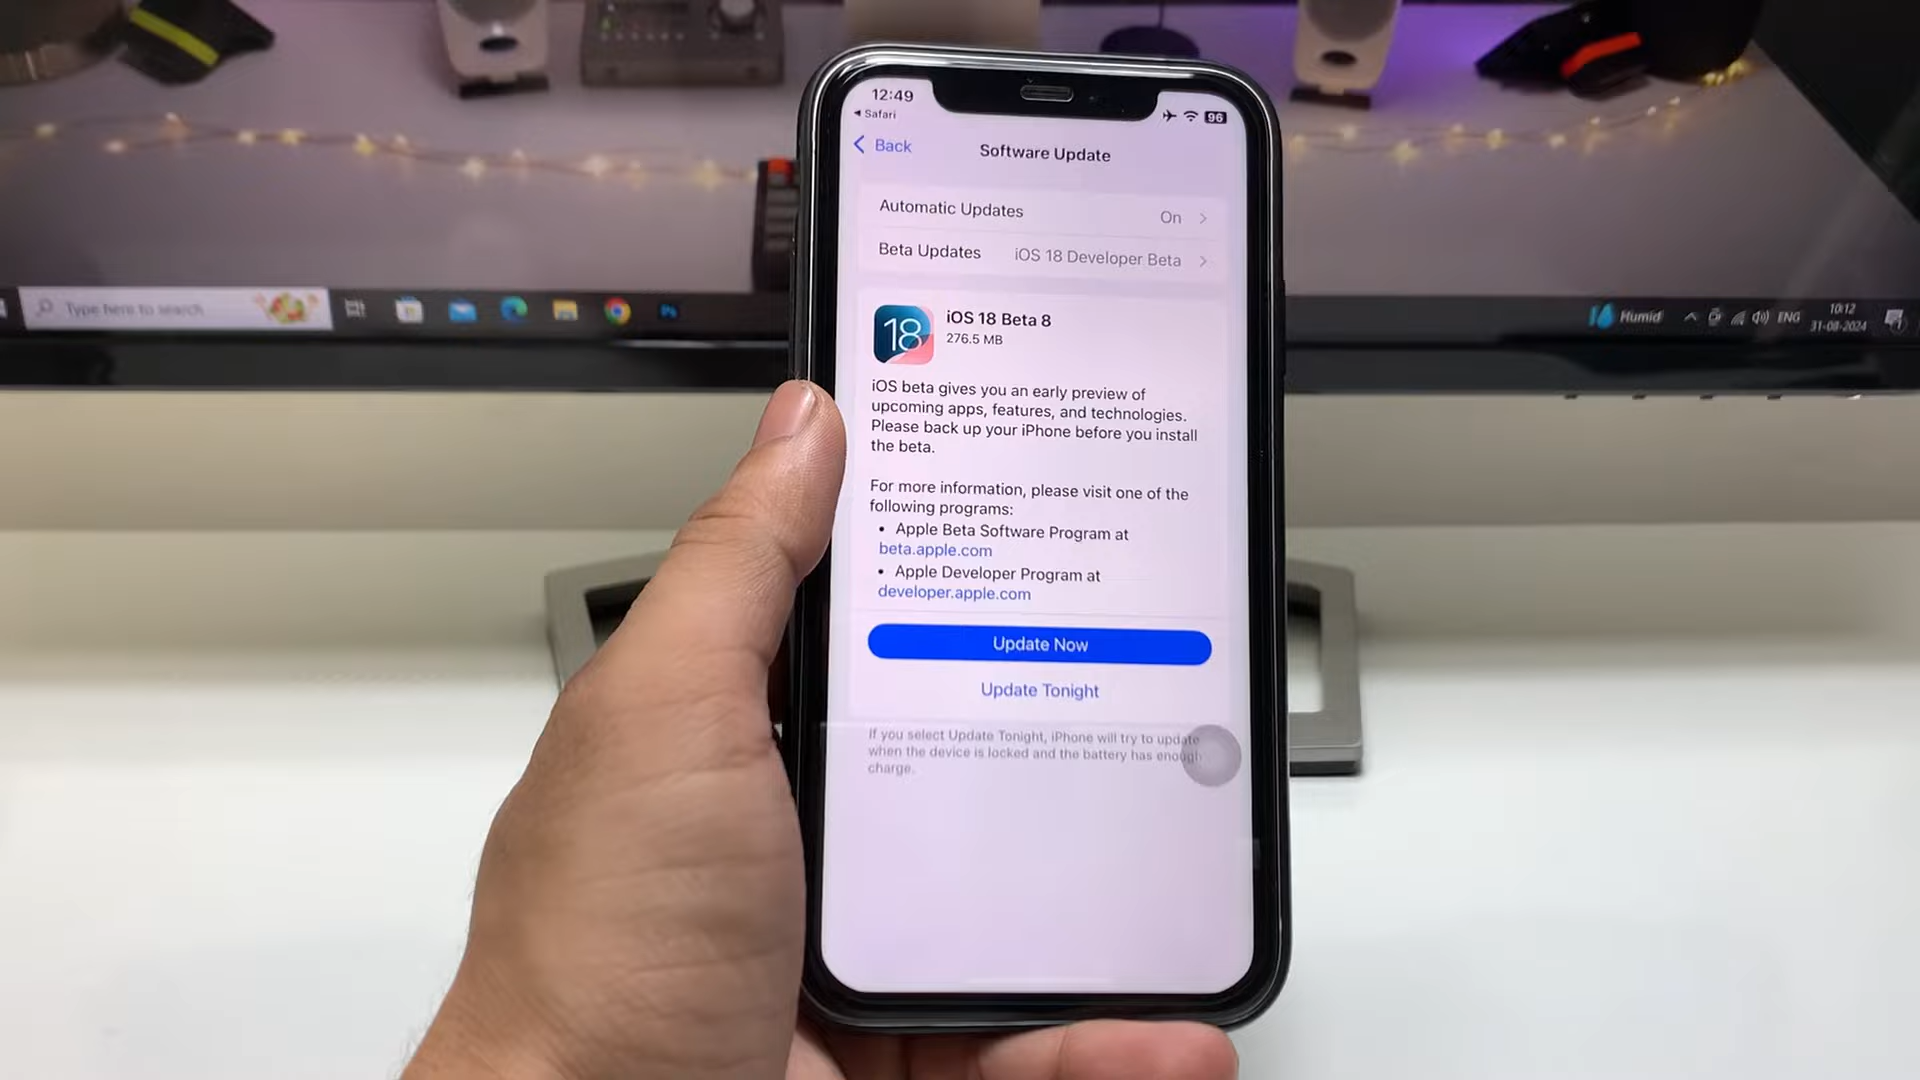 12:49
Safari
96
Back
Software Update
Automatic Updates
On
Beta Updates
iOS 18 Developer Beta
18
iOS 18 Beta 8
276.5 MB
iOS beta gives you an early preview of
upcoming apps, features, and technologies.
Please back up your iPhone before you install
the beta.
For more information, please visit one of the
following programs:
• Apple Beta Software Program at
beta.apple.com
• Apple Developer Program at
developer.apple.com
Update Now
Update Tonight
If you select Update Tonight, iPhone will try to update
when the device is locked and the battery has enough
charge.
Type here to search
Ps
Humid
ENG
10:12
31-08-2024